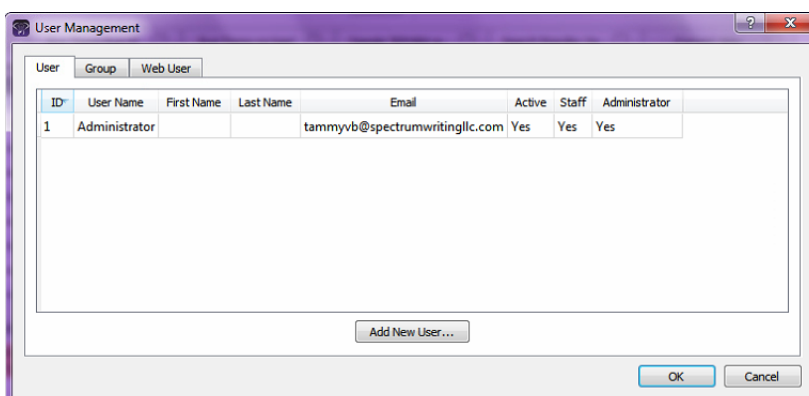 User Management
User Group Web User
ID User Name First Name Last Name Email Active Staff Administrator
1 Administrator tammyvb@spectrumwritingllc.com Yes Yes Yes
Add New User...
OK Cancel